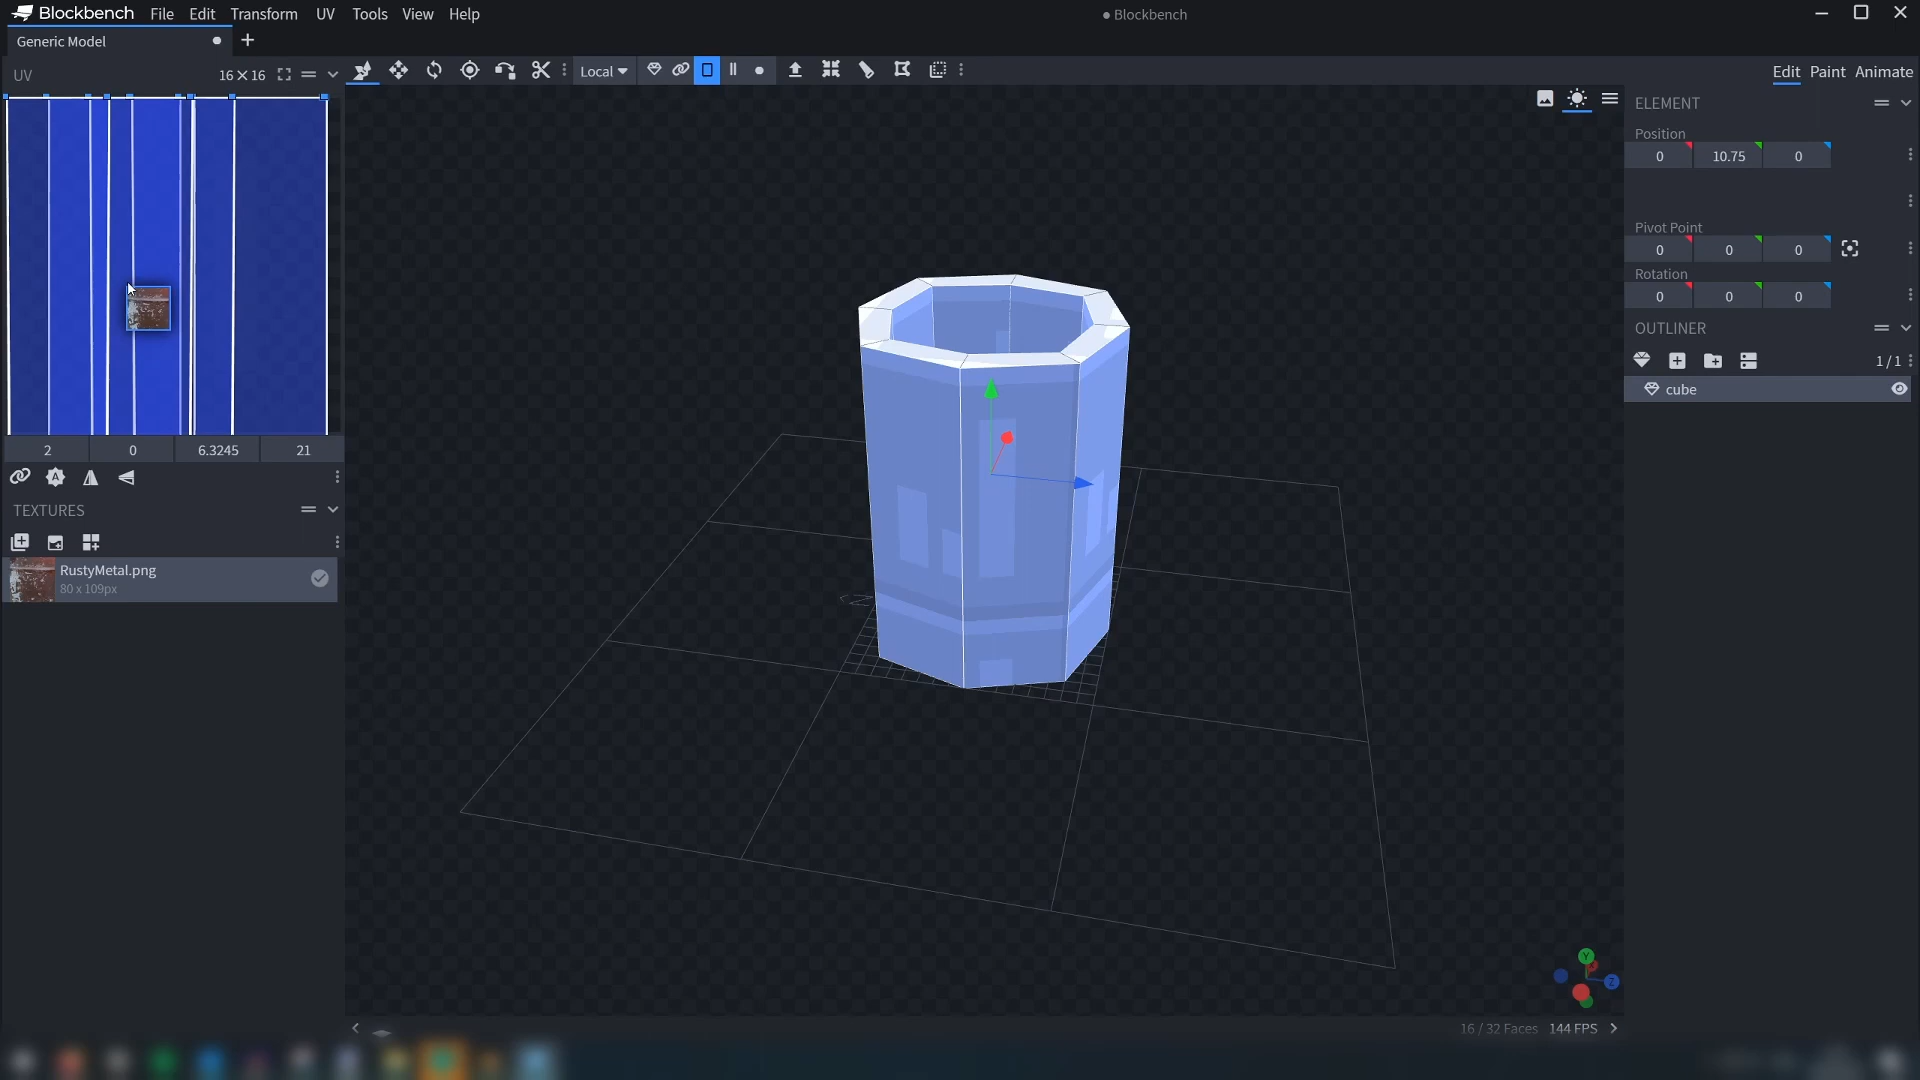 Blockbench File Edit Transform UV Tools View Help
● Blockbench
Generic Model
UV 16×16
Local
Edit Paint Animate
ELEMENT
Position
0 10.75 0
Pivot Point
0 0 0
Rotation
0 0 0
OUTLINER
1/1
cube
2 0 6.3245 21
TEXTURES
RustyMetal.png
80 x 109px
Y
Z
16 / 32 Faces 144 FPS